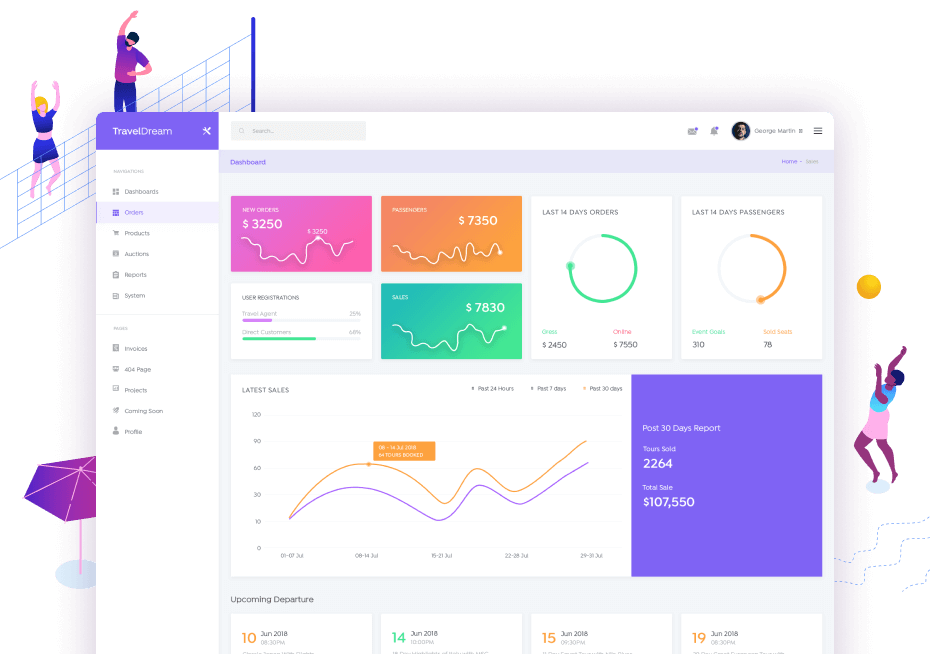 TravelDream
Search...
George Martin
Dashboard
Home - Sales
NAVIGATIONS
Dashboards
Orders
Products
Auctions
Reports
System
PAGES
Invoices
404 Page
Projects
Coming Soon
Profile
NEW ORDERS
$ 3250
$ 3250
PASSENGERS
$ 7350
USER REGISTRATIONS
Travel Agent 25%
Direct Customers 68%
SALES
$ 7830
LAST 14 DAYS ORDERS
Online
$ 2450 $ 7550
LAST 14 DAYS PASSENGERS
Event Deals Sold Seats
310 78
LATEST SALES
Past 24 Hours Past 7 days Past 30 days
120
90
60
30
10
0
08 - 14 Jul 2018
64 TOURS BOOKED
01-07 Jul 08-14 Jul 15-21 Jul 22-28 Jul 29-31 Jul
Post 30 Days Report
Tours Sold
2264
Total Sale
$107,550
Upcoming Departure
10 Jun 2018
08:30PM
14 Jun 2018
10:00PM
15 Jun 2018
09:30PM
19 Jun 2018
08:30PM